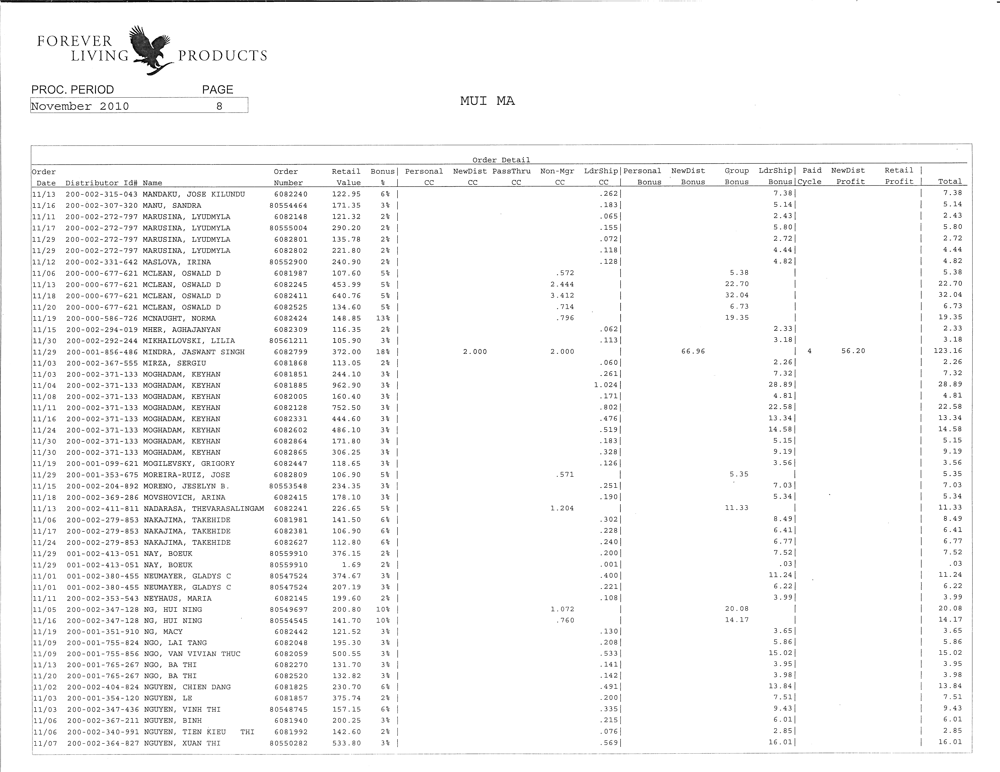 FOREVER
LIVING PRODUCTS
PROC. PERIOD PAGE
November 2010 8
MUI MA
Order Detail
Order Order Retail Bonus| Personal NewDist PassThru Non-Mgr LdrShip|Personal NewDist Group LdrShip| Paid NewDist Retail |
Date Distributor Id# Name Number Value % | CC CC CC CC CC | Bonus Bonus Bonus Bonus|Cycle Profit Profit | Total
11/13 200-002-315-043 MANDAKU, JOSE KILUNDU 6082240 122.95 6% | .262| 7.38| 7.38
11/16 200-002-307-320 MANU, SANDRA 80554464 171.35 3% | .183| 5.14| | 5.14
11/11 200-002-272-797 MARUSINA, LYUDMYLA 6082148 121.32 2% | .065| 2.43| | 2.43
11/17 200-002-272-797 MARUSINA, LYUDMYLA 80555004 290.20 2% | .155| 5.80| | 5.80
11/29 200-002-272-797 MARUSINA, LYUDMYLA 6082801 135.78 2% | .072| 2.72| | 2.72
11/29 200-002-272-797 MARUSINA, LYUDMYLA 6082802 221.80 2% | .118| 4.44| | 4.44
11/12 200-002-331-642 MASLOVA, IRINA 80552900 240.90 2% | .128| 4.82| | 4.82
11/06 200-000-677-621 MCLEAN, OSWALD D 6081987 107.60 5% | .572 | 5.38 | | 5.38
11/13 200-000-677-621 MCLEAN, OSWALD D 6082245 453.99 5% | 2.444 | 22.70 | | 22.70
11/18 200-000-677-621 MCLEAN, OSWALD D 6082411 640.76 5% | 3.412 | 32.04 | | 32.04
11/20 200-000-677-621 MCLEAN, OSWALD D 6082525 134.60 5% | .714 | 6.73 | | 6.73
11/19 200-000-586-726 MCNAUGHT, NORMA 6082424 148.85 13% | .796 | 19.35 | | 19.35
11/15 200-002-294-019 MHER, AGHAJANYAN 6082309 116.35 2% | .062| 2.33| | 2.33
11/30 200-002-292-244 MIKHAILOVSKI, LILIA 80561211 105.90 3% | .113| 3.18| | 3.18
11/29 200-001-856-486 MINDRA, JASWANT SINGH 6082799 372.00 18% | 2.000 2.000 | 66.96 | 4 56.20 | 123.16
11/03 200-002-367-555 MIRZA, SERGIU 6081868 113.05 2% | .060| 2.26| | 2.26
11/03 200-002-371-133 MOGHADAM, KEYHAN 6081851 244.10 3% | .261| 7.32| | 7.32
11/04 200-002-371-133 MOGHADAM, KEYHAN 6081885 962.90 3% | 1.024| 28.89| | 28.89
11/08 200-002-371-133 MOGHADAM, KEYHAN 6082005 160.40 3% | .171| 4.81| | 4.81
11/11 200-002-371-133 MOGHADAM, KEYHAN 6082128 752.50 3% | .802| 22.58| | 22.58
11/16 200-002-371-133 MOGHADAM, KEYHAN 6082331 444.60 3% | .476| 13.34| | 13.34
11/24 200-002-371-133 MOGHADAM, KEYHAN 6082602 486.10 3% | .519| 14.58| | 14.58
11/30 200-002-371-133 MOGHADAM, KEYHAN 6082864 171.80 3% | .183| 5.15| | 5.15
11/30 200-002-371-133 MOGHADAM, KEYHAN 6082865 306.25 3% | .328| 9.19| | 9.19
11/19 200-001-099-621 MOGILEVSKY, GRIGORY 6082447 118.65 3% | .126| 3.56| | 3.56
11/29 200-001-353-675 MOREIRA-RUIZ, JOSE 6082809 106.90 5% | .571 | 5.35 | | 5.35
11/15 200-002-204-892 MORENO, JESELYN B. 80553548 234.35 3% | .251| 7.03| | 7.03
11/18 200-002-369-286 MOVSHOVICH, ARINA 6082415 178.10 3% | .190| 5.34| | 5.34
11/13 200-002-411-811 NADARASA, THEVARASALINGAM 6082241 226.65 5% | 1.204 | 11.33 | | 11.33
11/06 200-002-279-853 NAKAJIMA, TAKEHIDE 6081981 141.50 6% | .302| 8.49| | 8.49
11/17 200-002-279-853 NAKAJIMA, TAKEHIDE 6082381 106.90 6% | .228| 6.41| | 6.41
11/24 200-002-279-853 NAKAJIMA, TAKEHIDE 6082627 112.80 6% | .240| 6.77| | 6.77
11/29 001-002-413-051 NAY, BOEUK 80559910 376.15 2% | .200| 7.52| | 7.52
11/29 001-002-413-051 NAY, BOEUK 80559910 1.69 2% | .001| .03| | .03
11/01 001-002-380-455 NEUMAYER, GLADYS C 80547524 374.67 3% | .400| 11.24| | 11.24
11/01 001-002-380-455 NEUMAYER, GLADYS C 80547524 207.19 3% | .221| 6.22| | 6.22
11/11 200-002-353-543 NEYHAUS, MARIA 6082145 199.60 2% | .108| 3.99| | 3.99
11/05 200-002-347-128 NG, HUI NING 80549697 200.80 10% | 1.072 | 20.08 | | 20.08
11/16 200-002-347-128 NG, HUI NING 80554545 141.70 10% | .760 | 14.17 | | 14.17
11/19 200-001-351-910 NG, MACY 6082442 121.52 3% | .130| 3.65| | 3.65
11/09 200-001-755-824 NGO, LAI TANG 6082048 195.30 3% | .208| 5.86| | 5.86
11/09 200-001-755-856 NGO, VAN VIVIAN THUC 6082059 500.55 3% | .533| 15.02| | 15.02
11/13 200-001-765-267 NGO, BA THI 6082270 131.70 3% | .141| 3.95| | 3.95
11/20 200-001-765-267 NGO, BA THI 6082520 132.82 3% | .142| 3.98| | 3.98
11/02 200-002-404-824 NGUYEN, CHIEN DANG 6081825 230.70 6% | .491| 13.84| | 13.84
11/03 200-001-354-120 NGUYEN, LE 6081857 375.74 2% | .200| 7.51| | 7.51
11/03 200-002-347-436 NGUYEN, VINH THI 80548745 157.15 6% | .335| 9.43| | 9.43
11/06 200-002-367-211 NGUYEN, BINH 6081940 200.25 3% | .215| 6.01| | 6.01
11/06 200-002-340-991 NGUYEN, TIEN KIEU THI 6081992 142.60 2% | .076| 2.85| | 2.85
11/07 200-002-364-827 NGUYEN, XUAN THI 80550282 533.80 3% | .569| 16.01| | 16.01